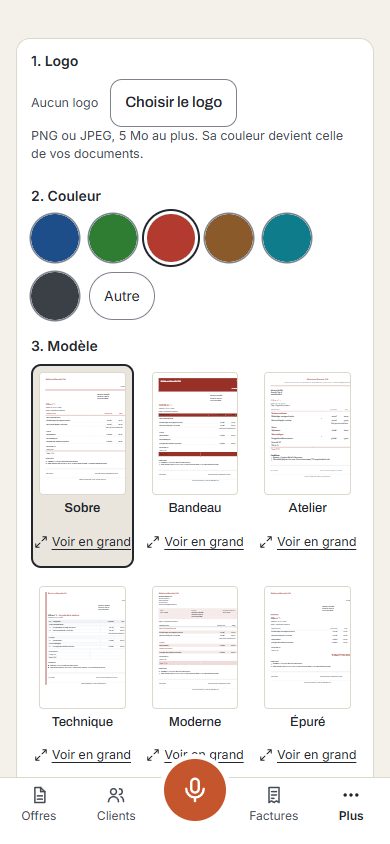 1. Logo
Aucun logo
Choisir le logo
PNG ou JPEG, 5 Mo au plus. Sa couleur devient celle
de vos documents.
2. Couleur
Autre
3. Modèle
Sobre
Bandeau
Atelier
Voir en grand
Voir en grand
Voir en grand
Technique
Moderne
Épuré
Voir en grand
Voir en grand
Voir en grand
Offres
Clients
Factures
Plus